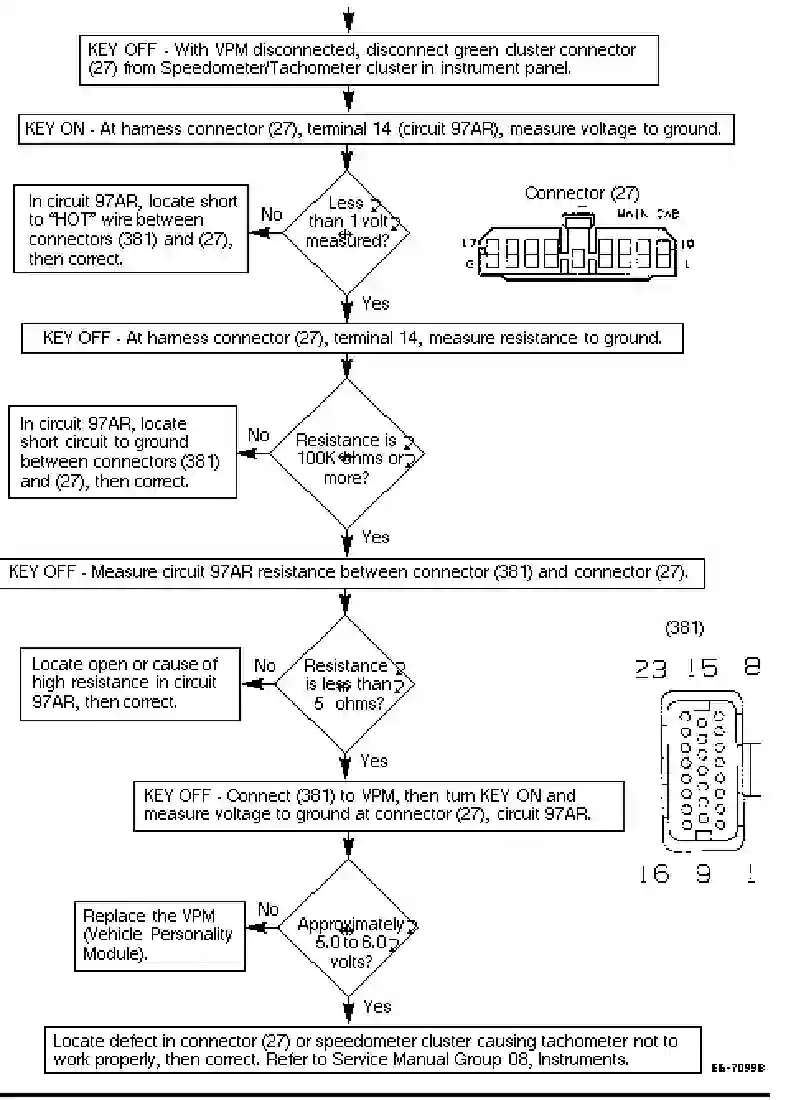 KEY OFF - With VPM disconnected, disconnect green cluster connector
(27) from Speedometer/Tachometer cluster in instrument panel.
KEY ON - At harness connector (27), terminal 14 (circuit 97AR), measure voltage to ground.
In circuit 97AR, locate short
to "HOT" wire between
connectors (381) and (27),
then correct.
No
Less
than 1 volt
measured?
Yes
Connector (27)
MAIN CAB
17
10
1
KEY OFF - At harness connector (27), terminal 14, measure resistance to ground.
In circuit 97AR, locate
short circuit to ground
between connectors (381)
and (27), then correct.
No
Resistance is
100K ohms or
more?
Yes
KEY OFF - Measure circuit 97AR resistance between connector (381) and connector (27).
Locate open or cause of
high resistance in circuit
97AR, then correct.
No
Resistance
is less than
5 ohms?
Yes
(381)
23 15 8
16 9 1
KEY OFF - Connect (381) to VPM, then turn KEY ON and
measure voltage to ground at connector (27), circuit 97AR.
Replace the VPM
(Vehicle Personality
Module).
No
Approximately
5.0 to 6.0
volts?
Yes
Locate defect in connector (27) or speedometer cluster causing tachometer not to
work properly, then correct. Refer to Service Manual Group 08, Instruments.